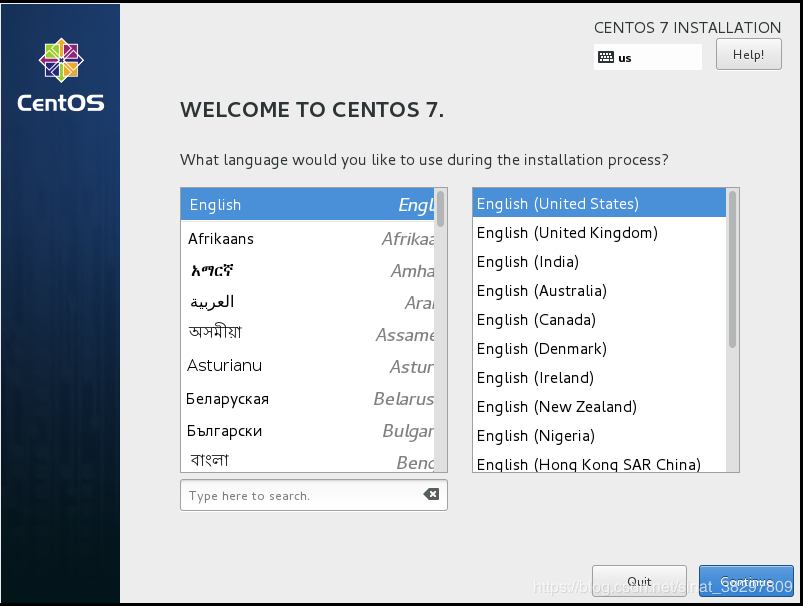 CentOS
CENTOS 7 INSTALLATION
us
Help!
WELCOME TO CENTOS 7.
What language would you like to use during the installation process?
English Engl
Afrikaans Afrikaa
አማርኛ Amha
العربية Ara
অসমীয়া Assame
Asturianu Astur
Беларуская Belarus
Български Bulgar
বাংলা Beng
English (United States)
English (United Kingdom)
English (India)
English (Australia)
English (Canada)
English (Denmark)
English (Ireland)
English (New Zealand)
English (Nigeria)
English (Hong Kong SAR China)
Type here to search.
Quit
Continue
https://blog.csdn.net/sinat_38297809